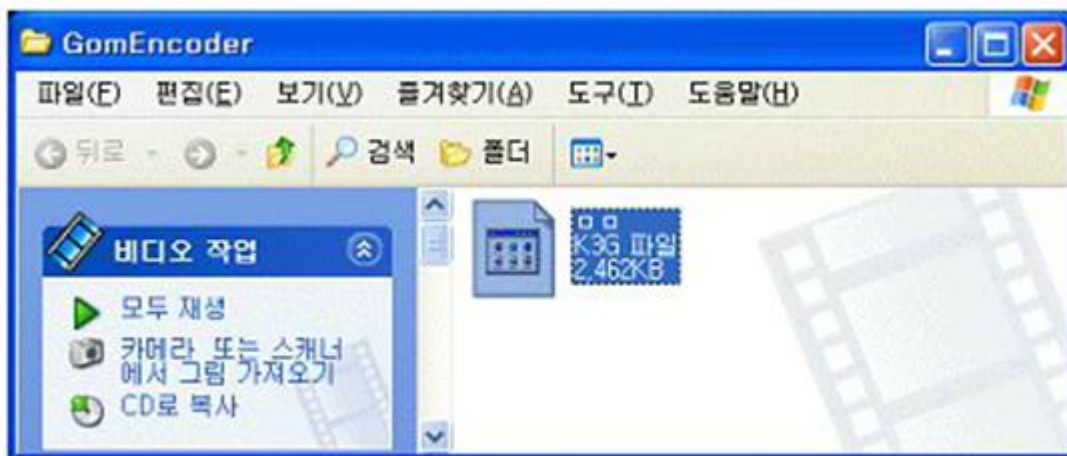 GomEncoder
파일(F) 편집(E) 보기(V) 즐겨찾기(A) 도구(T) 도움말(H)
뒤로 검색 폴더
비디오 작업
모두 재생
카메라 또는 스캐너
에서 그림 가져오기
CD로 복사
ㅁㅁ
K3G 파일
2,462KB